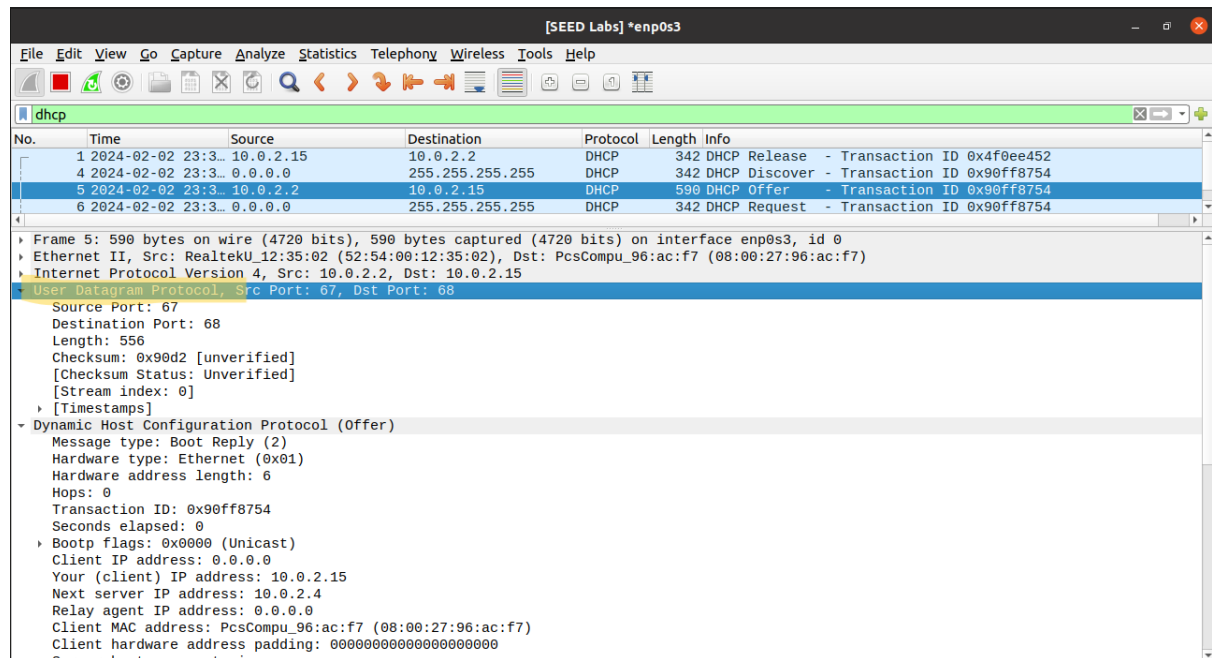 [SEED Labs] *enp0s3
File Edit View Go Capture Analyze Statistics Telephony Wireless Tools Help
dhcp
No. Time Source Destination Protocol Length Info
1 2024-02-02 23:3… 10.0.2.15 10.0.2.2 DHCP 342 DHCP Release - Transaction ID 0x4f0ee452
4 2024-02-02 23:3… 0.0.0.0 255.255.255.255 DHCP 342 DHCP Discover - Transaction ID 0x90ff8754
5 2024-02-02 23:3… 10.0.2.2 10.0.2.15 DHCP 590 DHCP Offer - Transaction ID 0x90ff8754
6 2024-02-02 23:3… 0.0.0.0 255.255.255.255 DHCP 342 DHCP Request - Transaction ID 0x90ff8754
Frame 5: 590 bytes on wire (4720 bits), 590 bytes captured (4720 bits) on interface enp0s3, id 0
Ethernet II, Src: RealtekU_12:35:02 (52:54:00:12:35:02), Dst: PcsCompu_96:ac:f7 (08:00:27:96:ac:f7)
Internet Protocol Version 4, Src: 10.0.2.2, Dst: 10.0.2.15
User Datagram Protocol, Src Port: 67, Dst Port: 68
Source Port: 67
Destination Port: 68
Length: 556
Checksum: 0x90d2 [unverified]
[Checksum Status: Unverified]
[Stream index: 0]
[Timestamps]
Dynamic Host Configuration Protocol (Offer)
Message type: Boot Reply (2)
Hardware type: Ethernet (0x01)
Hardware address length: 6
Hops: 0
Transaction ID: 0x90ff8754
Seconds elapsed: 0
Bootp flags: 0x0000 (Unicast)
Client IP address: 0.0.0.0
Your (client) IP address: 10.0.2.15
Next server IP address: 10.0.2.4
Relay agent IP address: 0.0.0.0
Client MAC address: PcsCompu_96:ac:f7 (08:00:27:96:ac:f7)
Client hardware address padding: 00000000000000000000